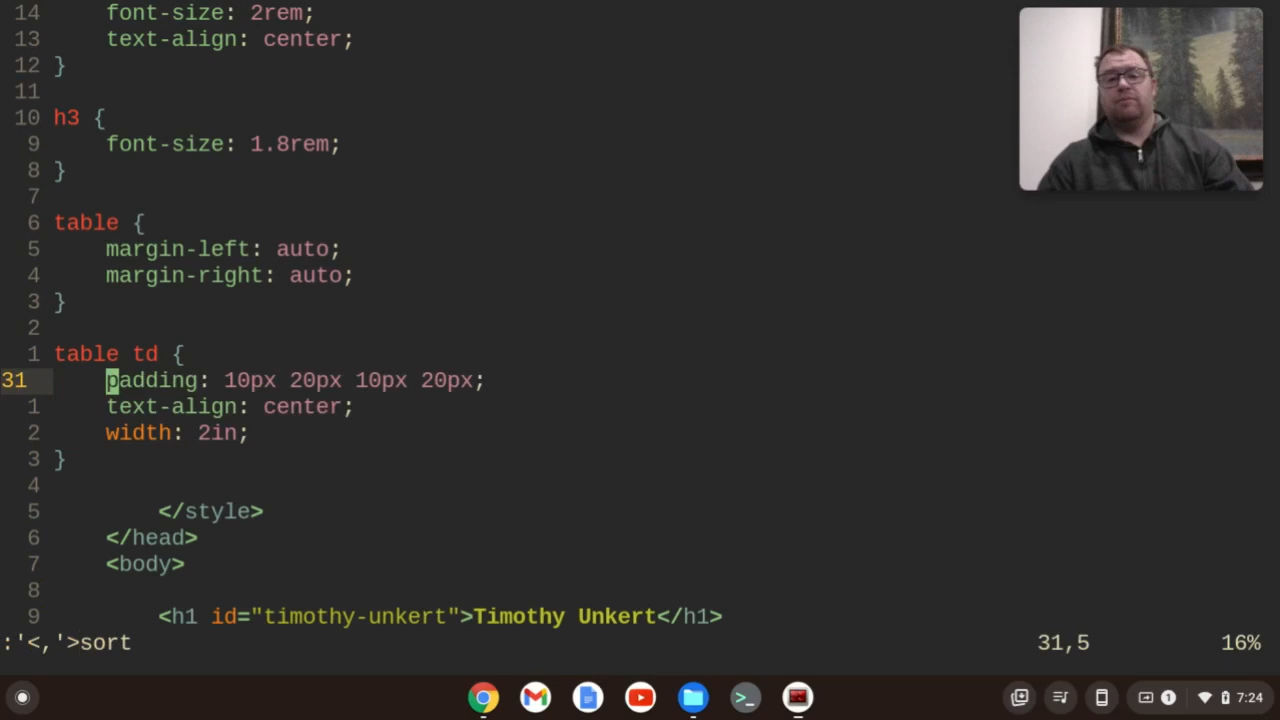 14 font-size: 2rem;
13 text-align: center;
12 }
11
10 h3 {
9 font-size: 1.8rem;
8 }
7
6 table {
5 margin-left: auto;
4 margin-right: auto;
3 }
2
1 table td {
31 padding: 10px 20px 10px 20px;
1 text-align: center;
2 width: 2in;
3 }
4
5 </style>
6 </head>
7 <body>
8
9 <h1 id="timothy-unkert">Timothy Unkert</h1>
:'<,'>sort 31,5 16%
1 7:24